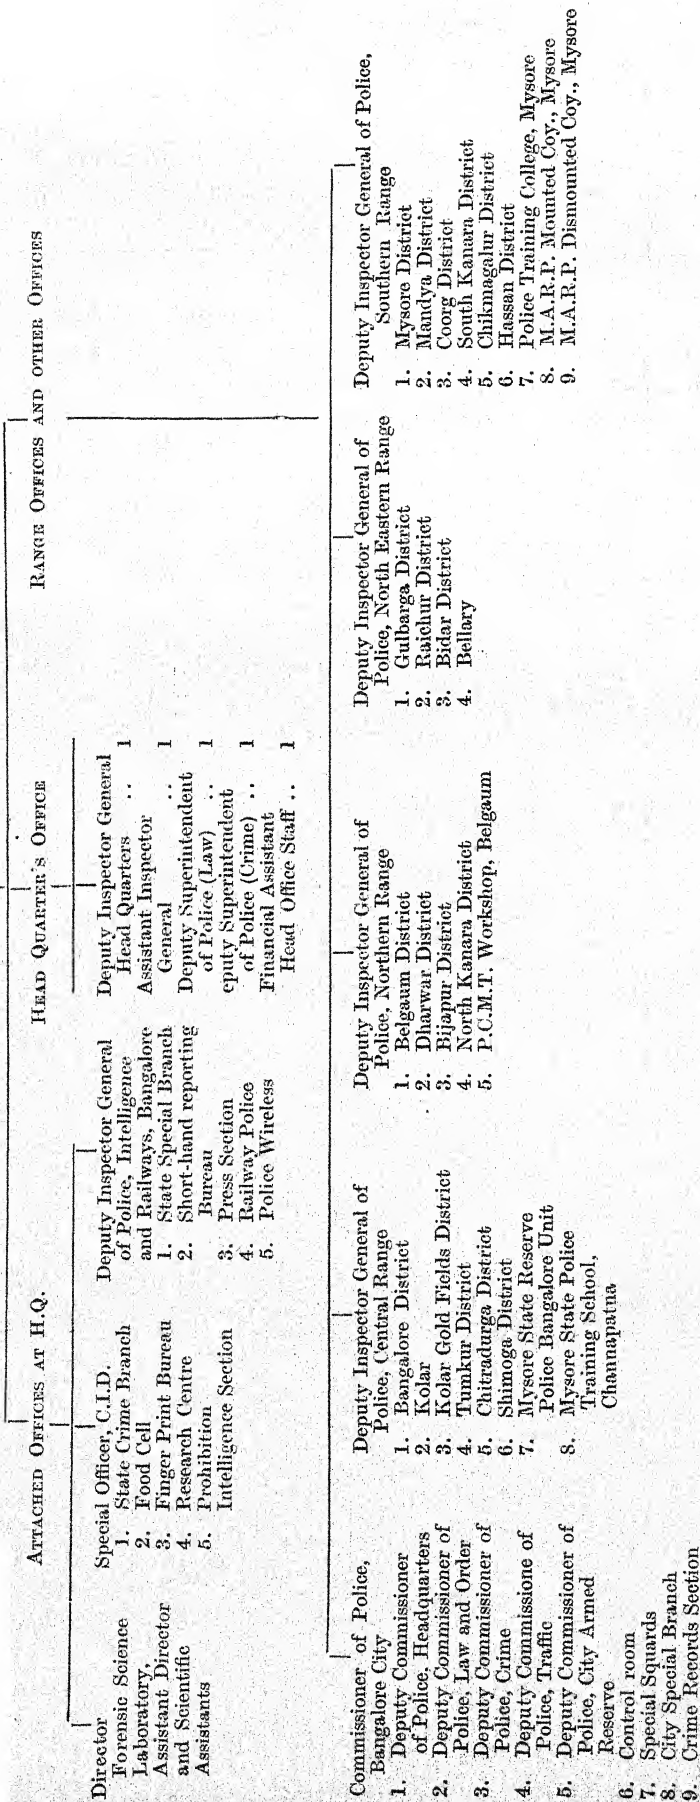 ATTACHED OFFICES AT H.Q.
HEAD QUARTER'S OFFICE
RANGE OFFICES AND OTHER OFFICES
Director
Forensic Science
Laboratory,
Assistant Director
and Scientific
Assistants
Special Officer, C.I.D.
1. State Crime Branch
2. Food Cell
3. Finger Print Bureau
4. Research Centre
5. Prohibition
Intelligence Section
Deputy Inspector General
of Police, Intelligence
and Railways, Bangalore
1. State Special Branch
2. Short-hand reporting
Bureau
3. Press Section
4. Railway Police
5. Police Wireless
Deputy Inspector General
Head Quarters .. 1
Assistant Inspector
General .. 1
Deputy Superintendent
of Police (Law) .. 1
eputy Superintendent
of Police (Crime) .. 1
Financial Assistant
Head Office Staff .. 1
Commissioner of Police,
Bangalore City
1. Deputy Commissioner
of Police, Headquarters
2. Deputy Commissioner of
Police, Law and Order
3. Deputy Commissioner of
Police, Crime
4. Deputy Commissione of
Police, Traffic
5. Deputy Commissioner of
Police, City Armed
Reserve
6. Control room
7. Special Squards
8. City Special Branch
9. Crime Records Section
Deputy Inspector General of
Police, Central Range
1. Bangalore District
2. Kolar
3. Kolar Gold Fields District
4. Tumkur District
5. Chitradurga District
6. Shimoga District
7. Mysore State Reserve
Police Bangalore Unit
8. Mysore State Police
Training School,
Channapatna
Deputy Inspector General of
Police, Northern Range
1. Belgaum District
2. Dharwar District
3. Bijapur District
4. North Kanara District
5. P.C.M.T. Workshop, Belgaum
Deputy Inspector General of
Police, North Eastern Range
1. Gulbarga District
2. Raichur District
3. Bidar District
4. Bellary
Deputy Inspector General of Police,
Southern Range
1. Mysore District
2. Mandya District
3. Coorg District
4. South Kanara District
5. Chikmagalur District
6. Hassan District
7. Police Training College, Mysore
8. M.A.R.P. Mounted Coy., Mysore
9. M.A.R.P. Dismounted Coy., Mysore